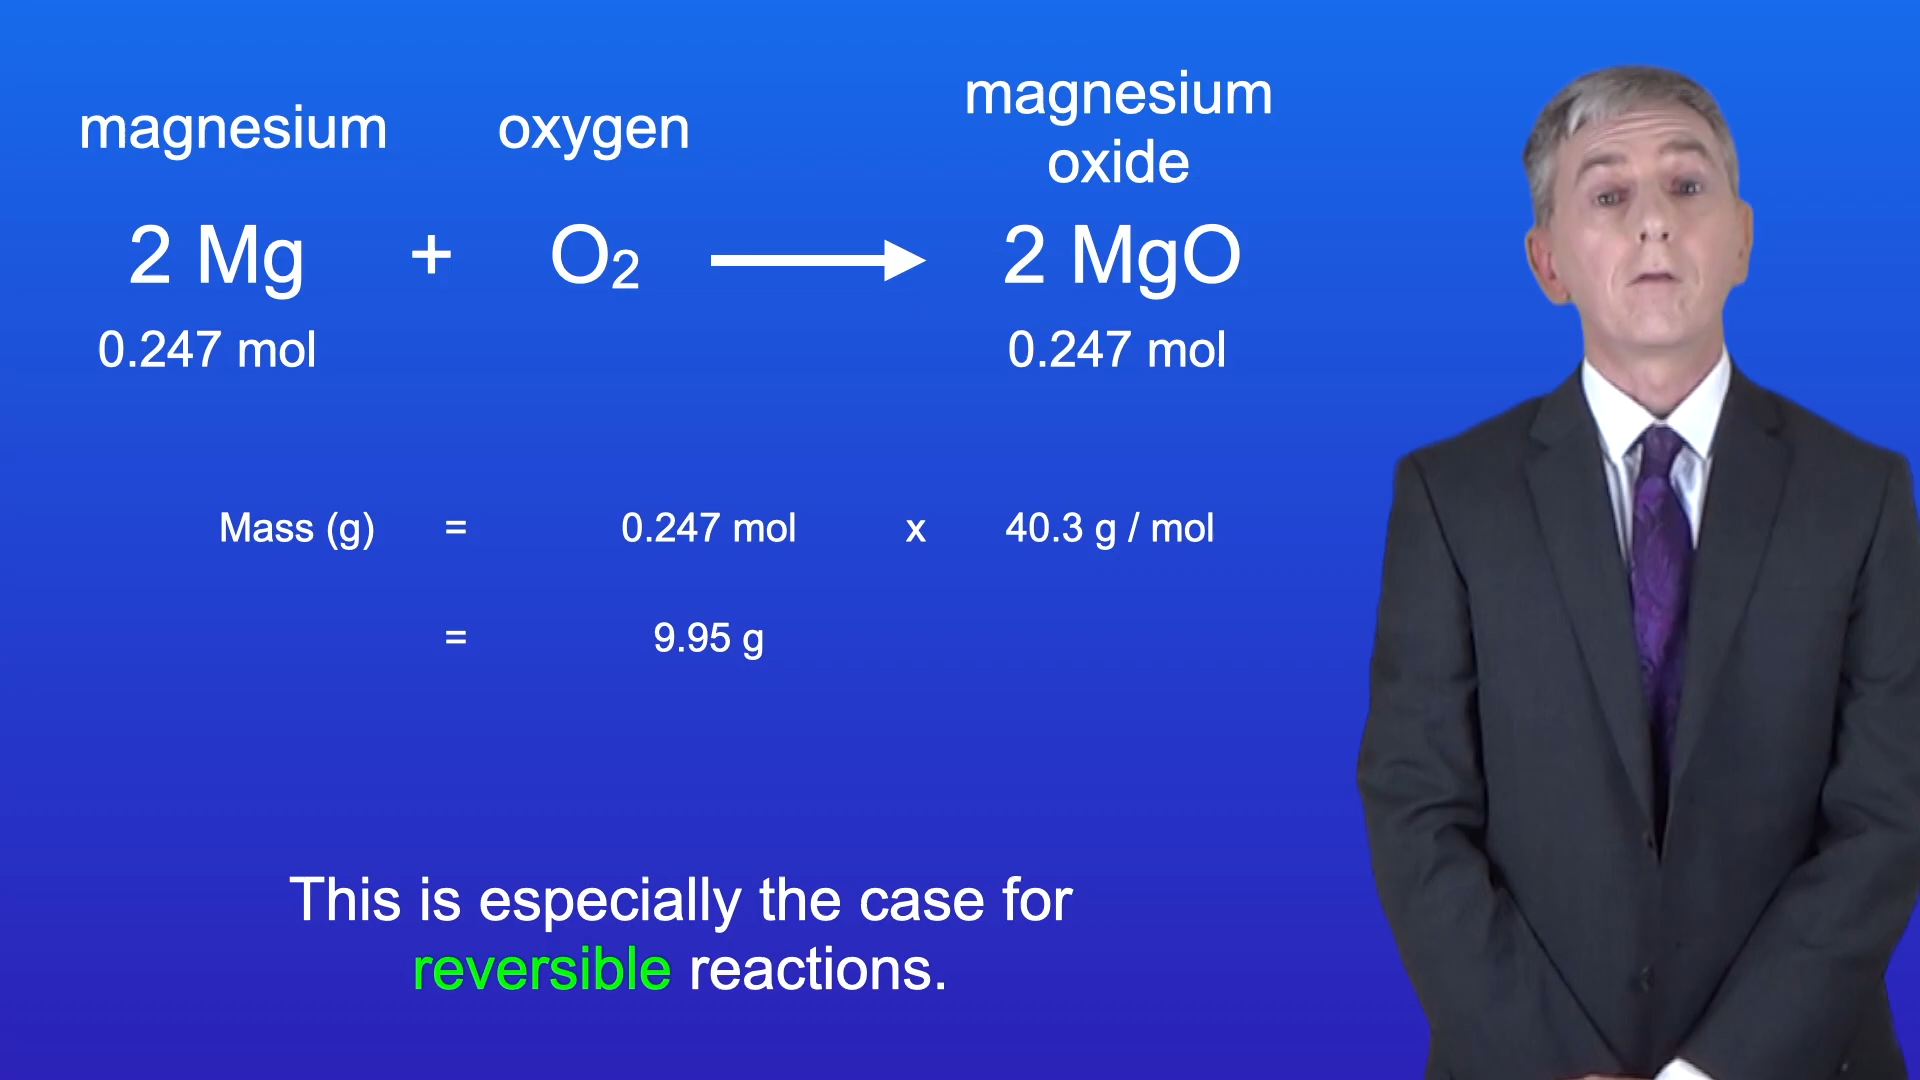 magnesium oxygen magnesium
oxide
2 Mg + O₂ ⟶ 2 MgO
0.247 mol 0.247 mol
Mass (g) = 0.247 mol x 40.3 g / mol
= 9.95 g
This is especially the case for
reversible reactions.